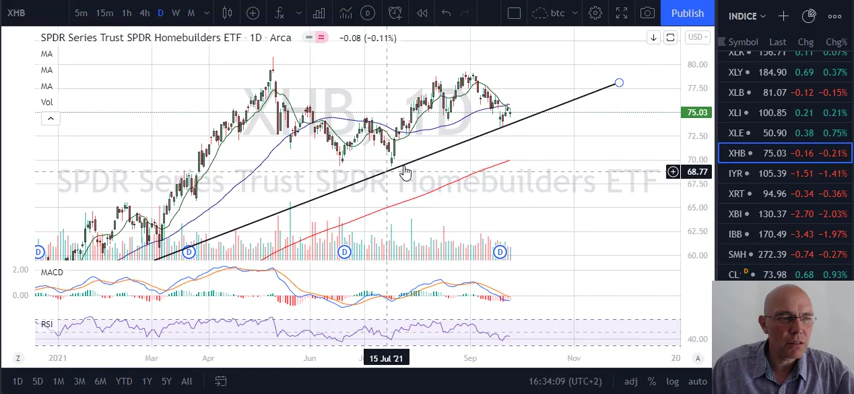 XHB
5m 15m 1h 4h D W M
btc
Publish
INDICE
SPDR Series Trust SPDR Homebuilders ETF · 1D · Arca
−0.08 (−0.11%)
USD
MA
MA
MA
MA
Vol
XHB, 1D
SPDR Series Trust SPDR Homebuilders ETF
80.00
77.50
75.03
72.50
70.00
68.77
67.50
65.00
62.50
60.00
D D D D
MACD
2.00
0.00
RSI
40.00
Z 2021 Mar Apr Jun 15 Jul '21 Sep Nov 20 A
1D 5D 1M 3M 6M YTD 1Y 5Y All
16:34:09 (UTC+2) adj % log auto
Symbol Last Chg Chg%
XLK 156.71 0.11 0.07%
XLY 184.90 0.69 0.37%
XLB 81.07 −0.12 −0.15%
XLI 100.85 0.21 0.21%
XLE 50.90 0.38 0.75%
XHB 75.03 −0.16 −0.21%
IYR 105.39 −1.51 −1.41%
XRT 94.96 −0.34 −0.36%
XBI 130.37 −2.70 −2.03%
IBB 170.49 −3.43 −1.97%
SMH 272.39 −0.74 −0.27%
CL D 73.98 0.68 0.93%